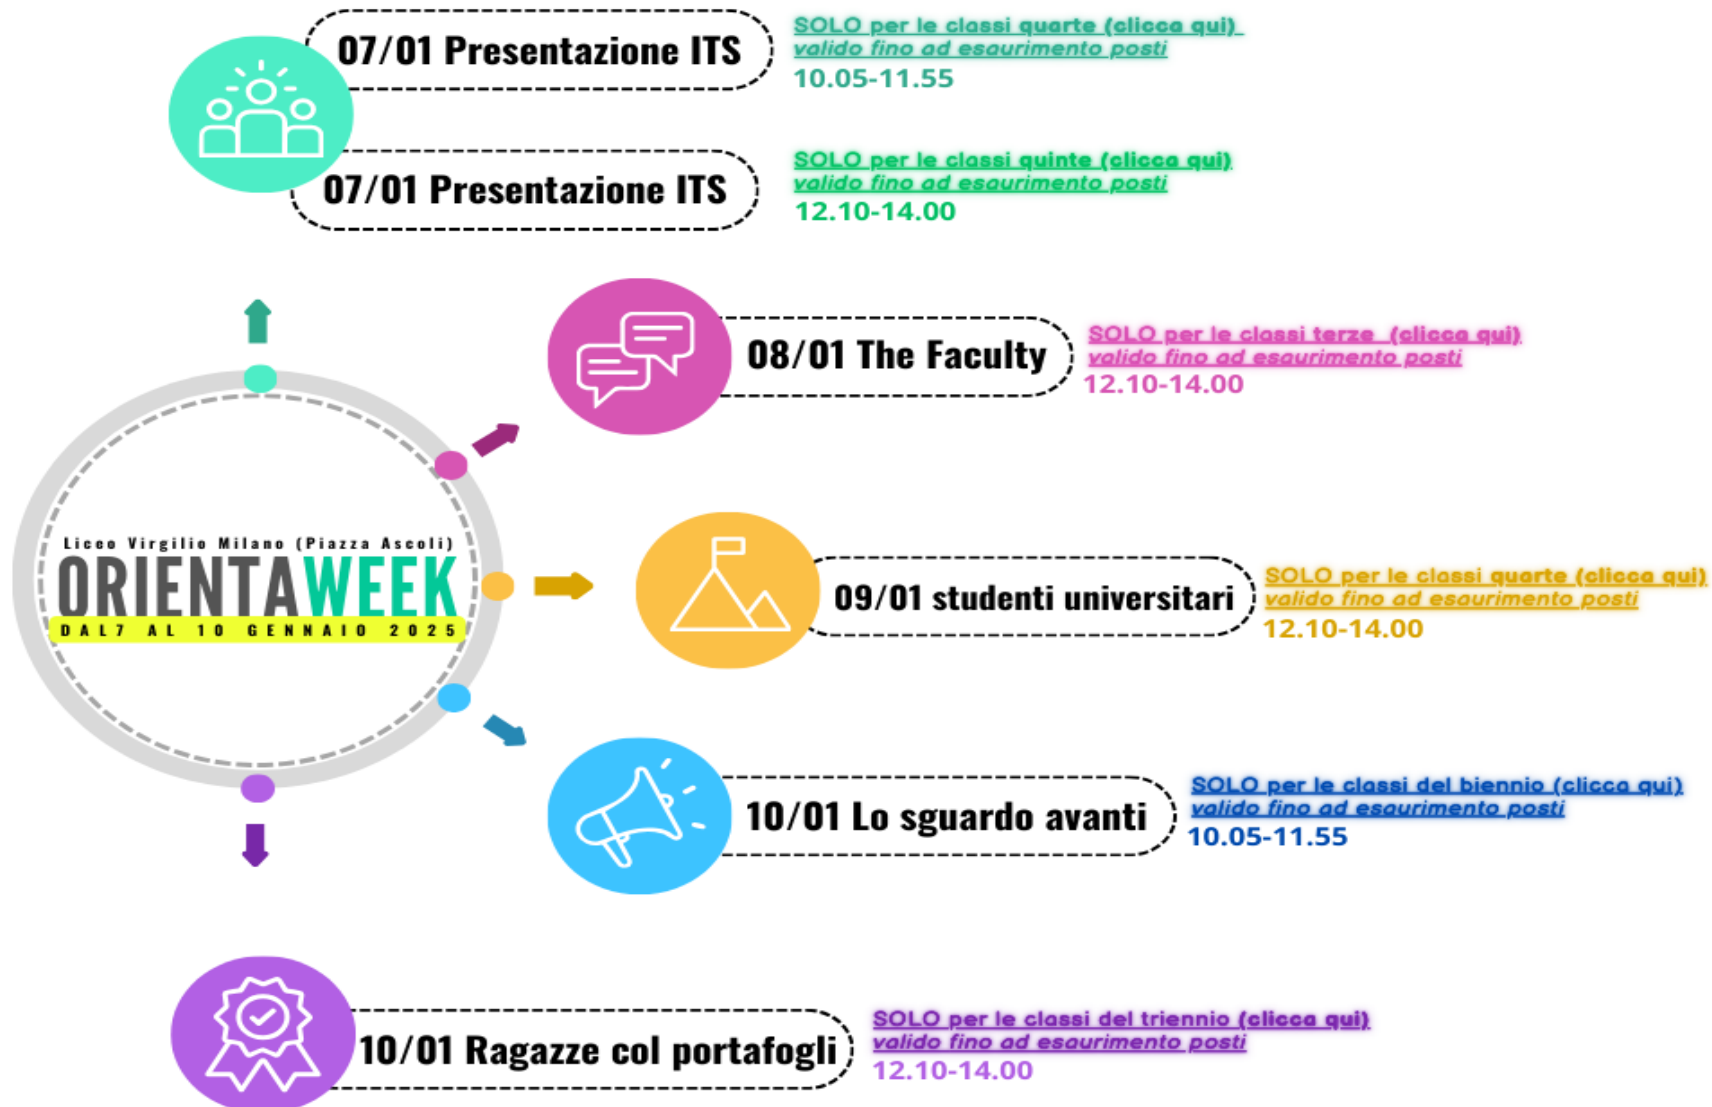 07/01 Presentazione ITS
SOLO per le classi quarte (clicca qui)
valido fino ad esaurimento posti
10.05-11.55
07/01 Presentazione ITS
SOLO per le classi quinte (clicca qui)
valido fino ad esaurimento posti
12.10-14.00
08/01 The Faculty
SOLO per le classi terze (clicca qui)
valido fino ad esaurimento posti
12.10-14.00
Liceo Virgilio Milano (Piazza Ascoli)
ORIENTAWEEK
DAL7 AL 10 GENNAIO 2025
09/01 studenti universitari
SOLO per le classi quarte (clicca qui)
valido fino ad esaurimento posti
12.10-14.00
10/01 Lo sguardo avanti
SOLO per le classi del biennio (clicca qui)
valido fino ad esaurimento posti
10.05-11.55
10/01 Ragazze col portafogli
SOLO per le classi del triennio (clicca qui)
valido fino ad esaurimento posti
12.10-14.00